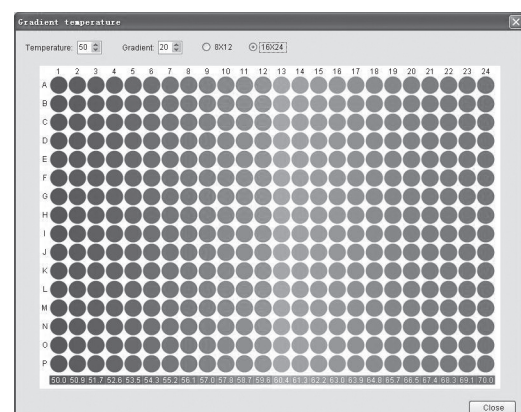 Gradient temperature
Temperature: 50 Gradient: 20 8X12 16X24
1 2 3 4 5 6 7 8 9 10 11 12 13 14 15 16 17 18 19 20 21 22 23 24
A
B
C
D
E
F
G
H
I
J
K
L
M
N
O
P
50.0 50.9 51.7 52.6 53.5 54.3 55.2 56.1 57.0 57.8 58.7 59.6 60.4 61.3 62.2 63.0 63.9 64.8 65.7 66.5 67.4 68.3 69.1 70.0
Close